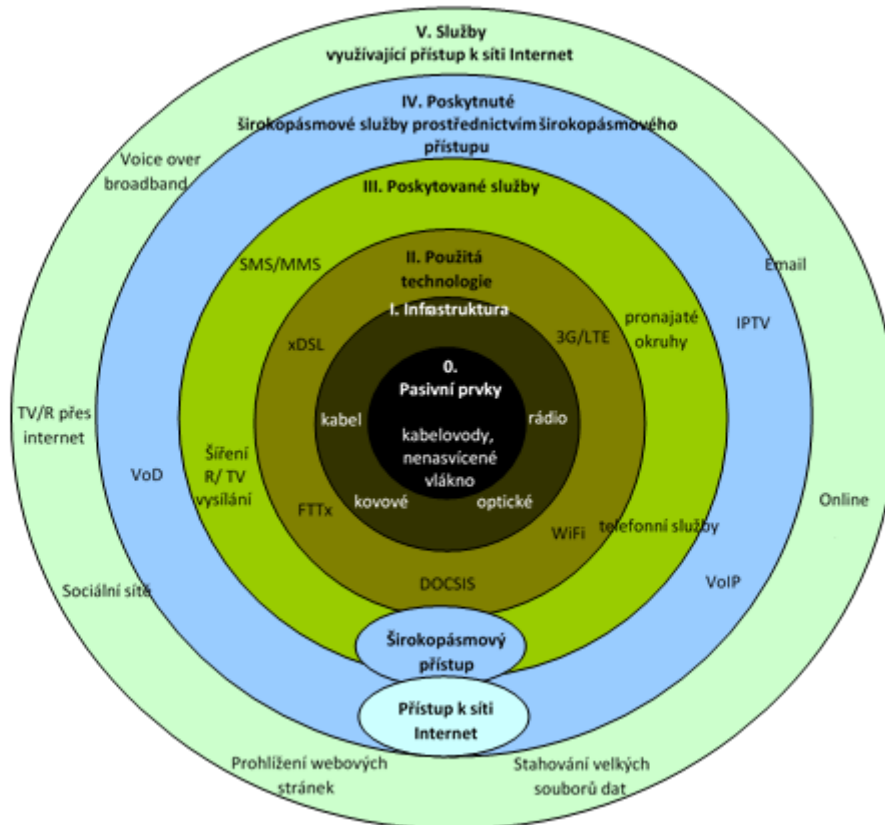 V. Služby
využívající přístup k síti Internet
IV. Poskytnuté
širokopásmové služby prostřednictvím širokopásmového
přístupu
Voice over
broadband
III. Poskytované služby
SMS/MMS
II. Použitá
technologie
Email
I. Infrastruktura
pronajaté
okruhy
IPTV
xDSL
3G/LTE
0.
Pasivní prvky
kabelovody,
nenasvícené
vlákno
kabel
rádio
TV/R přes
internet
VoD
Šíření
R/ TV
vysílání
kovové
optické
FTTx
WiFi
telefonní služby
Online
DOCSIS
VoIP
Sociální sítě
Širokopásmový
přístup
Přístup k síti
Internet
Prohlížení webových
stránek
Stahování velkých
souborů dat